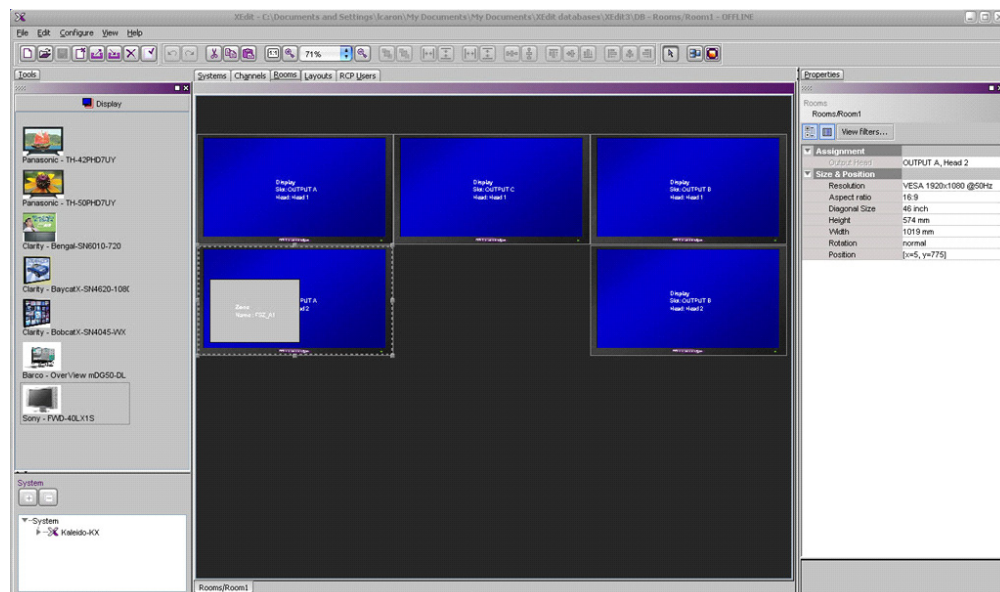 XEdit - C:\Documents and Settings\lcaron\My Documents\My Documents\XEdit databases\XEdit3\DB - Rooms/Room1 - OFFLINE
File Edit Configure View Help
71%
Tools
Display
Panasonic - TH-42PHD7UY
Panasonic - TH-50PHD7UY
Clarity - Bengal-SN6010-720
Clarity - BaycatX-SN4620-1080
Clarity - BobcatX-SN4045-WX
Barco - OverView mDG50-DL
Sony - FWD-40LX1S
System
System
Kaleido-KX
Systems Channels Rooms Layouts RCP Users
Display
Slot: OUTPUT A
Head: Head 1
Display
Slot: OUTPUT C
Head: Head 1
Display
Slot: OUTPUT B
Head: Head 1
PUT A
d 2
Zone
Name : FSZ_A1
Display
Slot: OUTPUT B
Head: Head 2
Rooms/Room1
Properties
Rooms
Rooms/Room1
View filters...
Assignment
Output Head OUTPUT A, Head 2
Size & Position
Resolution VESA 1920x1080 @50Hz
Aspect ratio 16:9
Diagonal Size 46 inch
Height 574 mm
Width 1019 mm
Rotation normal
Position [x=5, y=775]